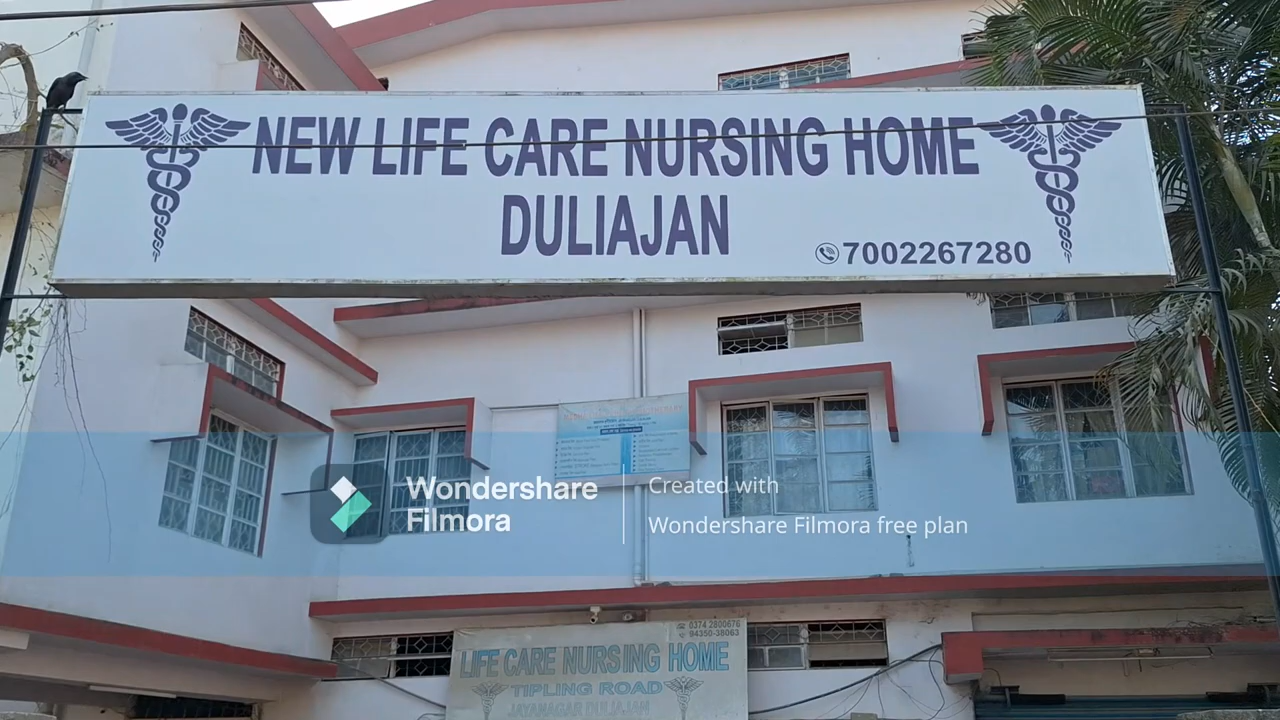 NEW LIFE CARE NURSING HOME
DULIAJAN
7002267280
Wondershare
Filmora
Created with
Wondershare Filmora free plan
0374.2800676
94350-38063
LIFE CARE NURSING HOME
TIPLING ROAD
JAYANAGAR DULIAJAN